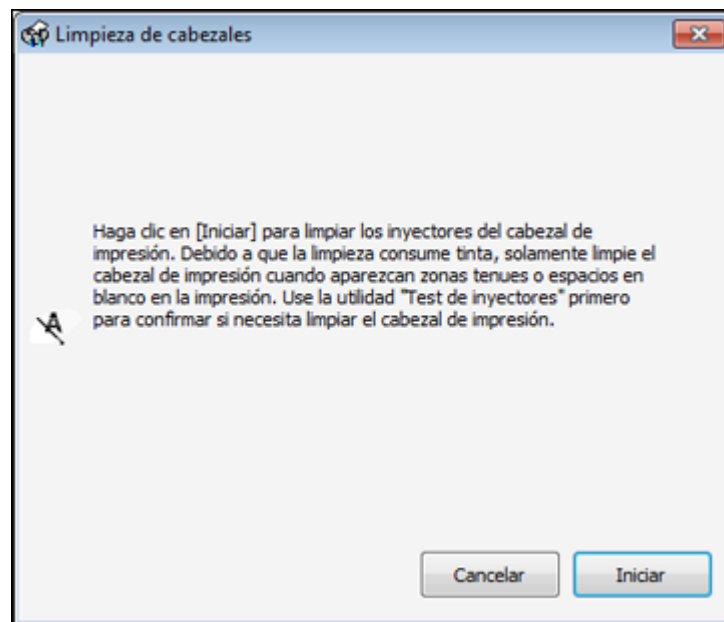 Limpieza de cabezales
Haga clic en [Iniciar] para limpiar los inyectores del cabezal de
impresión. Debido a que la limpieza consume tinta, solamente limpie el
cabezal de impresión cuando aparezcan zonas tenues o espacios en
blanco en la impresión. Use la utilidad "Test de inyectores" primero
para confirmar si necesita limpiar el cabezal de impresión.
Cancelar
Iniciar